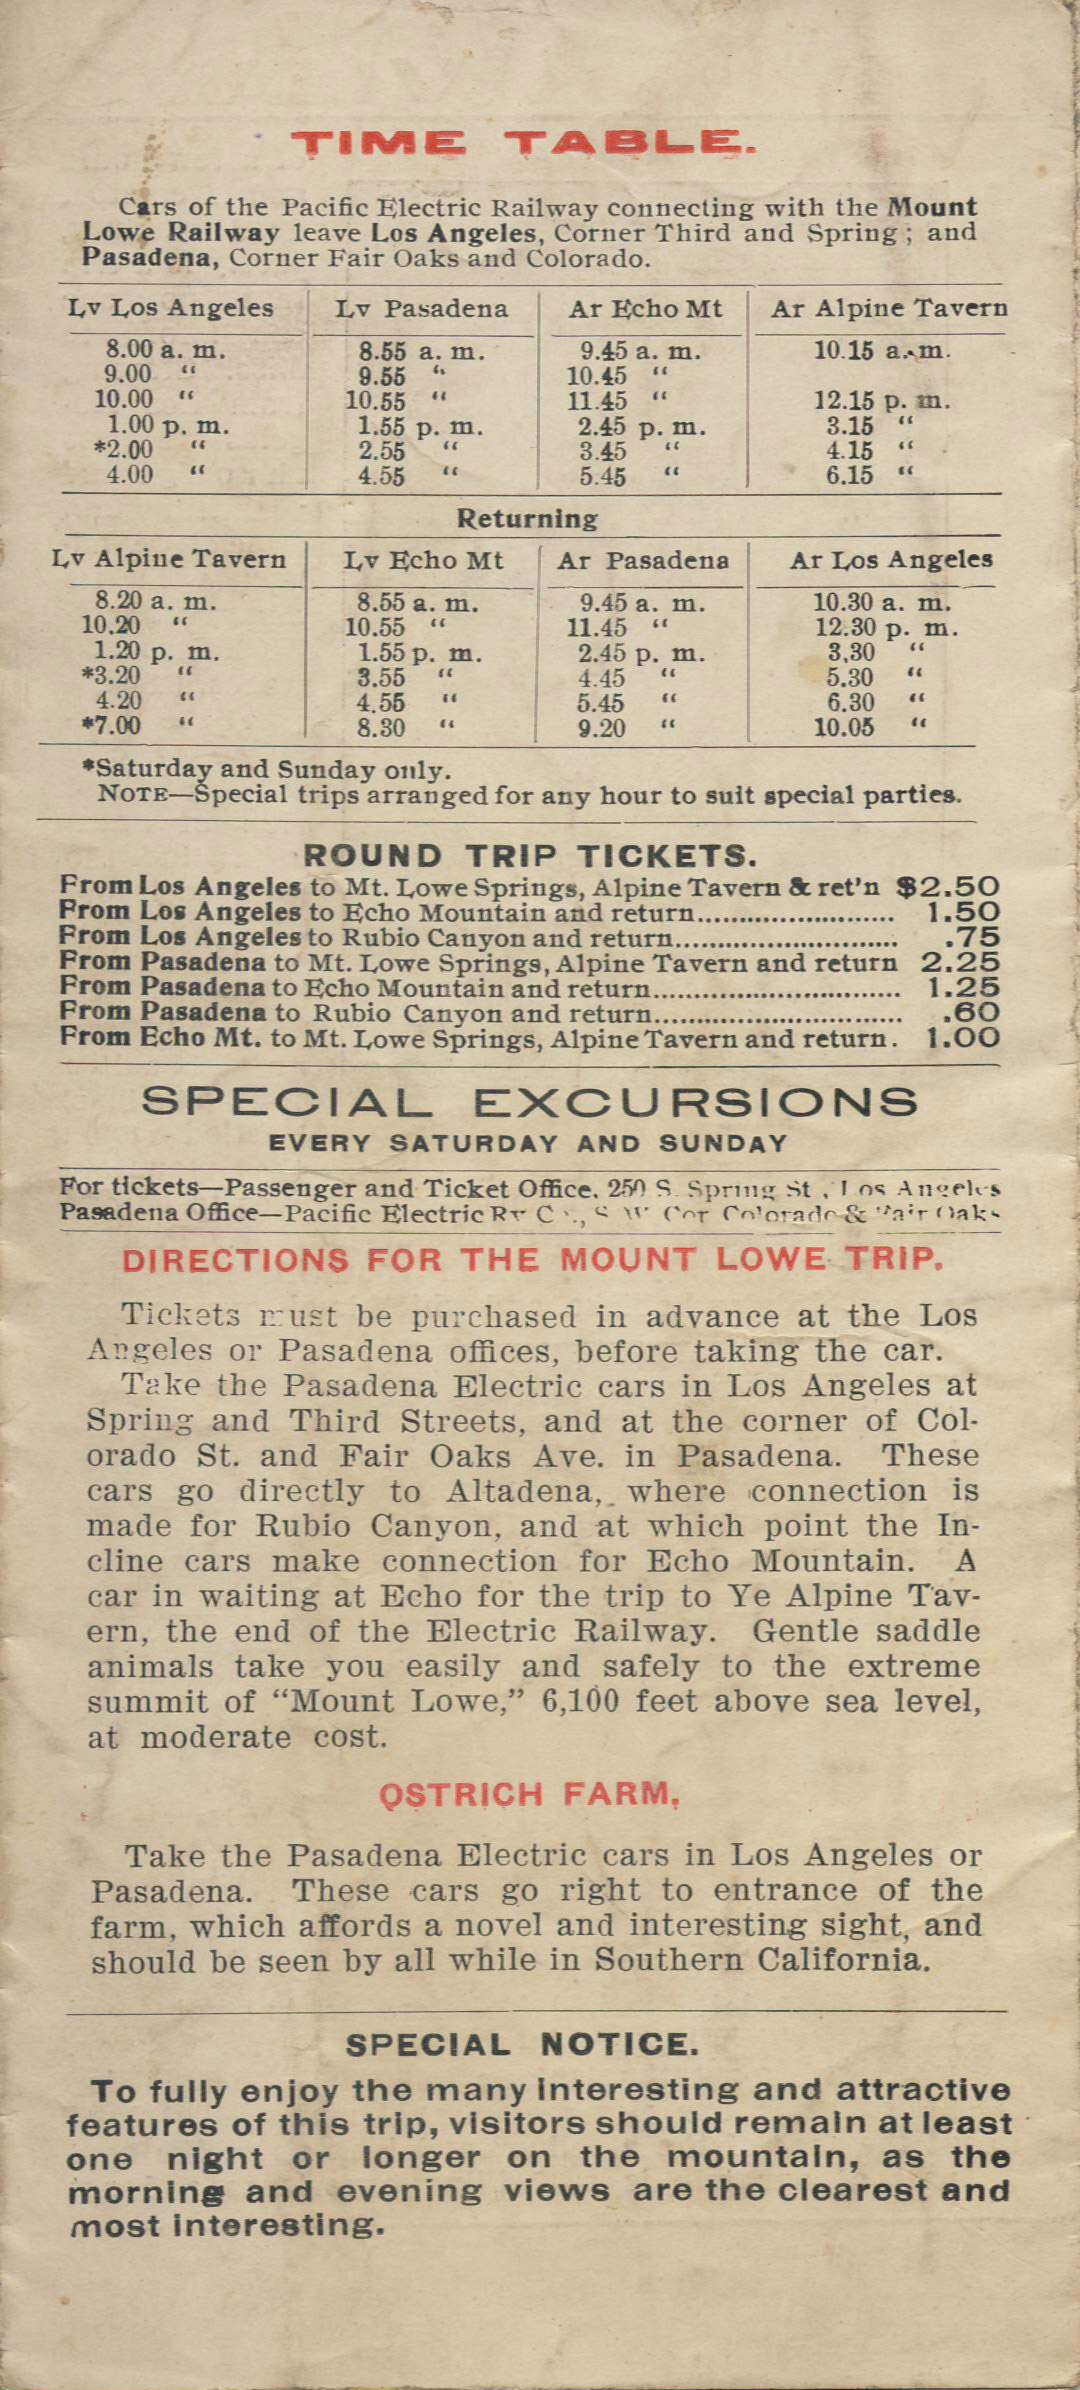 TIME TABLE.
Cars of the Pacific Electric Railway connecting with the Mount
Lowe Railway leave Los Angeles, Corner Third and Spring; and
Pasadena, Corner Fair Oaks and Colorado.
Lv Los Angeles Lv Pasadena Ar Echo Mt Ar Alpine Tavern
8.00 a. m. 8.55 a. m. 9.45 a. m. 10.15 a. m.
9.00 “ 9.55 “ 10.45 “
10.00 “ 10.55 “ 11.45 “ 12.15 p. m.
1.00 p. m. 1.55 p. m. 2.45 p. m. 3.15 “
*2.00 “ 2.55 “ 3.45 “ 4.15 “
4.00 “ 4.55 “ 5.45 “ 6.15 “
Returning
Lv Alpine Tavern Lv Echo Mt Ar Pasadena Ar Los Angeles
8.20 a. m. 8.55 a. m. 9.45 a. m. 10.30 a. m.
10.20 “ 10.55 “ 11.45 “ 12.30 p. m.
1.20 p. m. 1.55 p. m. 2.45 p. m. 3.30 “
*3.20 “ 3.55 “ 4.45 “ 5.30 “
4.20 “ 4.55 “ 5.45 “ 6.30 “
*7.00 “ 8.30 “ 9.20 “ 10.05 “
*Saturday and Sunday only.
NOTE—Special trips arranged for any hour to suit special parties.
ROUND TRIP TICKETS.
From Los Angeles to Mt. Lowe Springs, Alpine Tavern & ret'n $2.50
From Los Angeles to Echo Mountain and return........................ 1.50
From Los Angeles to Rubio Canyon and return........................... .75
From Pasadena to Mt. Lowe Springs, Alpine Tavern and return 2.25
From Pasadena to Echo Mountain and return.............................. 1.25
From Pasadena to Rubio Canyon and return.............................. .60
From Echo Mt. to Mt. Lowe Springs, Alpine Tavern and return. 1.00
SPECIAL EXCURSIONS
EVERY SATURDAY AND SUNDAY
For tickets—Passenger and Ticket Office. 250 S. Spring St., Los Angeles
Pasadena Office—Pacific Electric Ry Co., S. W. Cor Colorado & Fair Oaks
DIRECTIONS FOR THE MOUNT LOWE TRIP.
Tickets must be purchased in advance at the Los
Angeles or Pasadena offices, before taking the car.
Take the Pasadena Electric cars in Los Angeles at
Spring and Third Streets, and at the corner of Col-
orado St. and Fair Oaks Ave. in Pasadena. These
cars go directly to Altadena, where connection is
made for Rubio Canyon, and at which point the In-
cline cars make connection for Echo Mountain. A
car in waiting at Echo for the trip to Ye Alpine Tav-
ern, the end of the Electric Railway. Gentle saddle
animals take you easily and safely to the extreme
summit of “Mount Lowe,” 6,100 feet above sea level,
at moderate cost.
OSTRICH FARM.
Take the Pasadena Electric cars in Los Angeles or
Pasadena. These cars go right to entrance of the
farm, which affords a novel and interesting sight, and
should be seen by all while in Southern California.
SPECIAL NOTICE.
To fully enjoy the many interesting and attractive
features of this trip, visitors should remain at least
one night or longer on the mountain, as the
morning and evening views are the clearest and
most interesting.